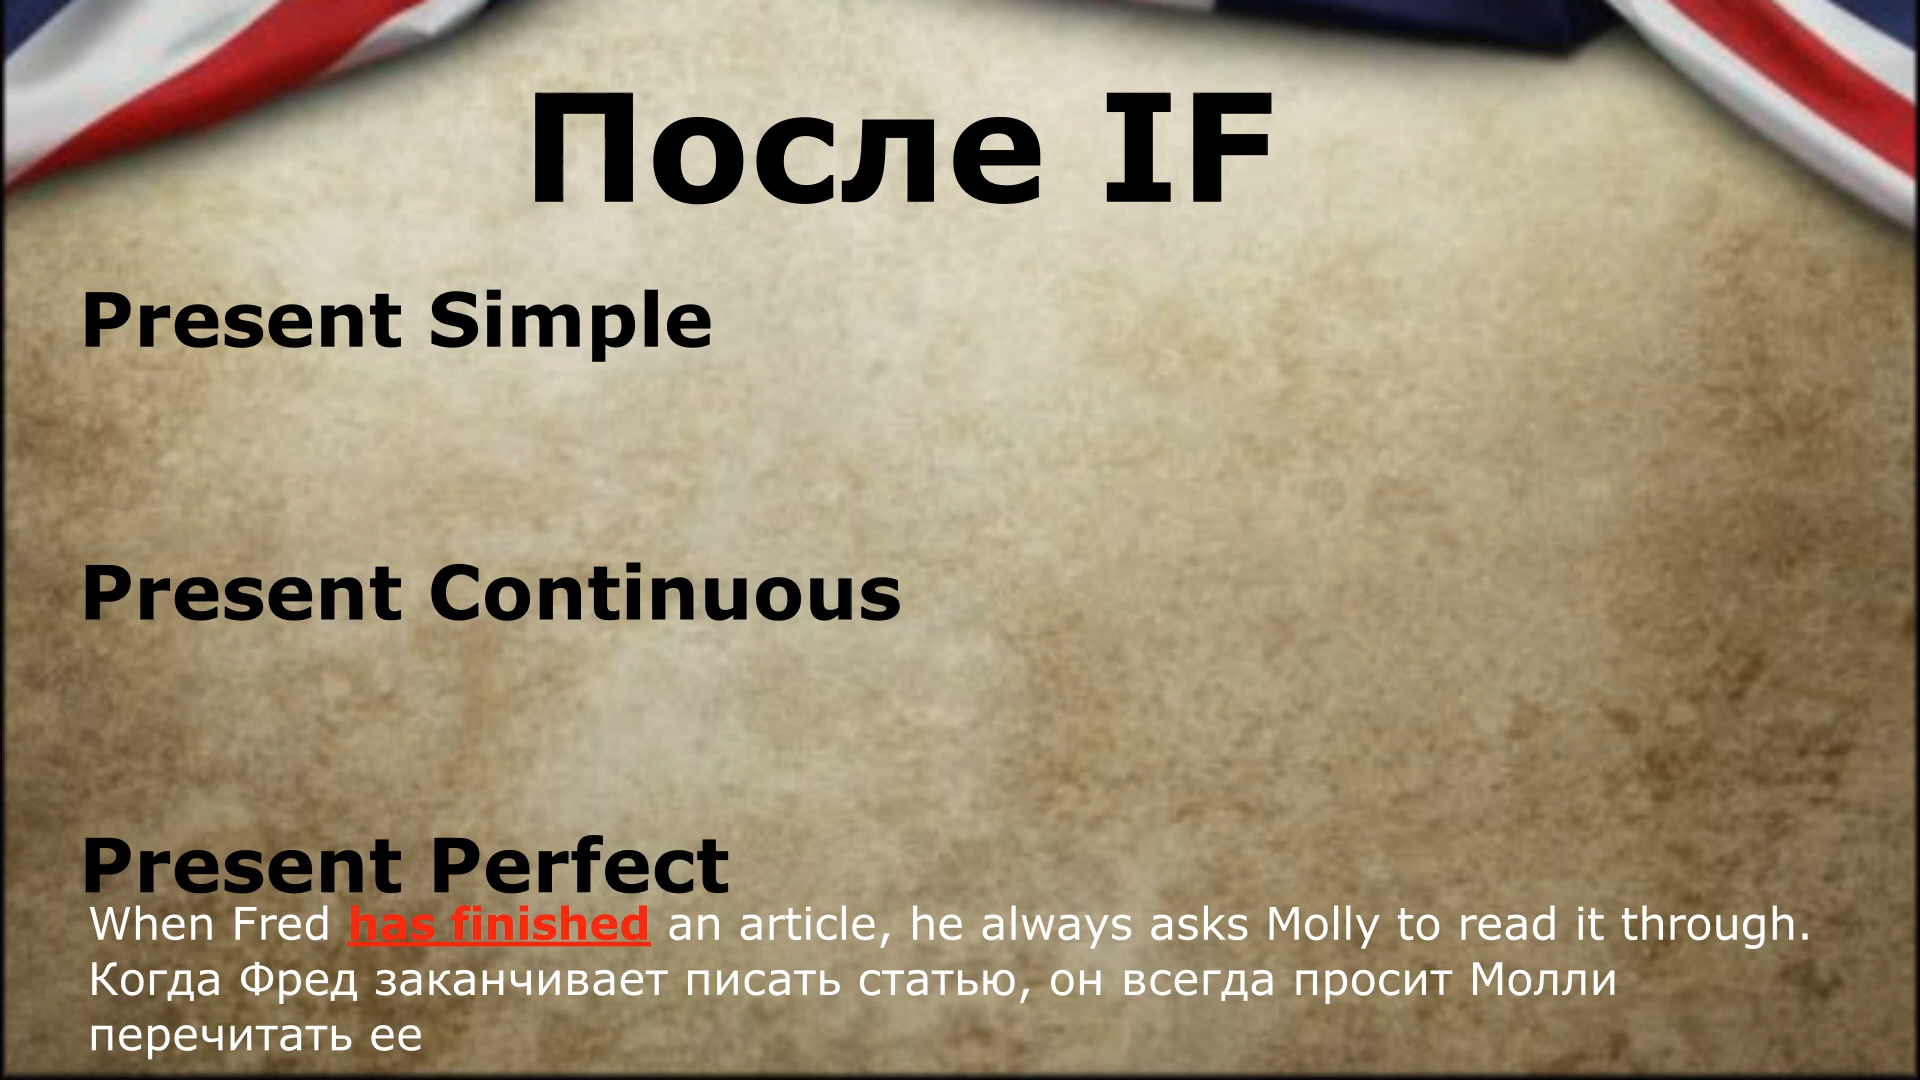 После IF
Present Simple
Present Continuous
Present Perfect
When Fred has finished an article, he always asks Molly to read it through.
Когда Фред заканчивает писать статью, он всегда просит Молли
перечитать ее